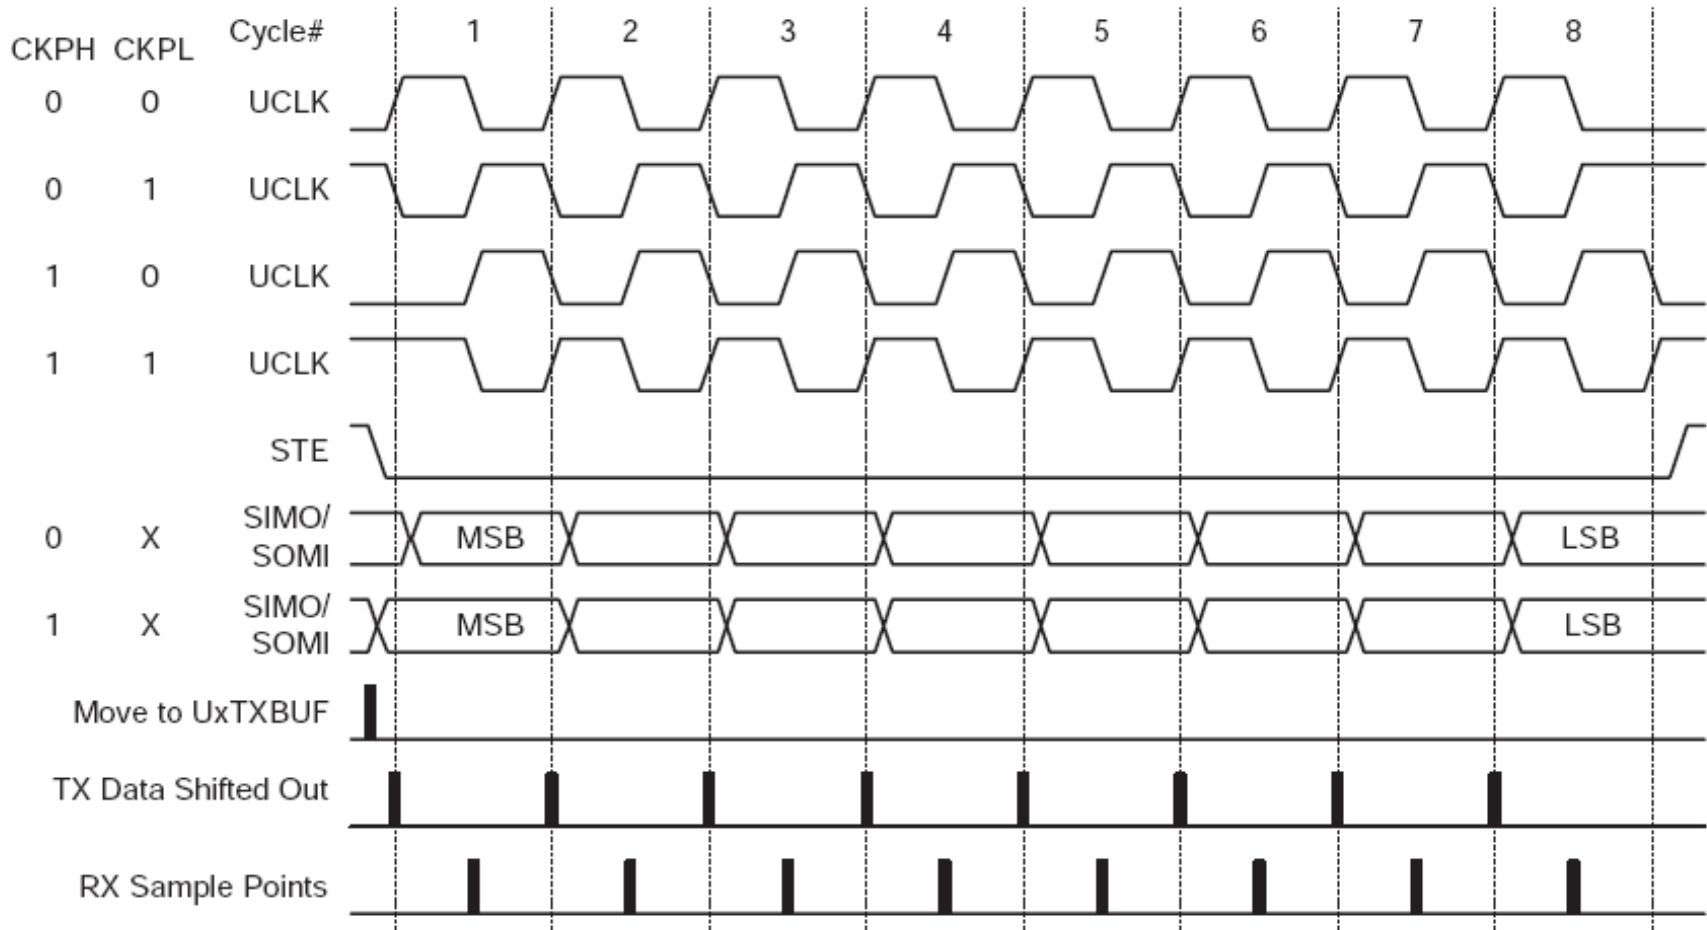 Cycle# 1 2 3 4 5 6 7 8
CKPH CKPL
0 0 UCLK
0 1 UCLK
1 0 UCLK
1 1 UCLK
STE
SIMO/
0 X SOMI MSB LSB
SIMO/
1 X SOMI MSB LSB
Move to UxTXBUF
TX Data Shifted Out
RX Sample Points